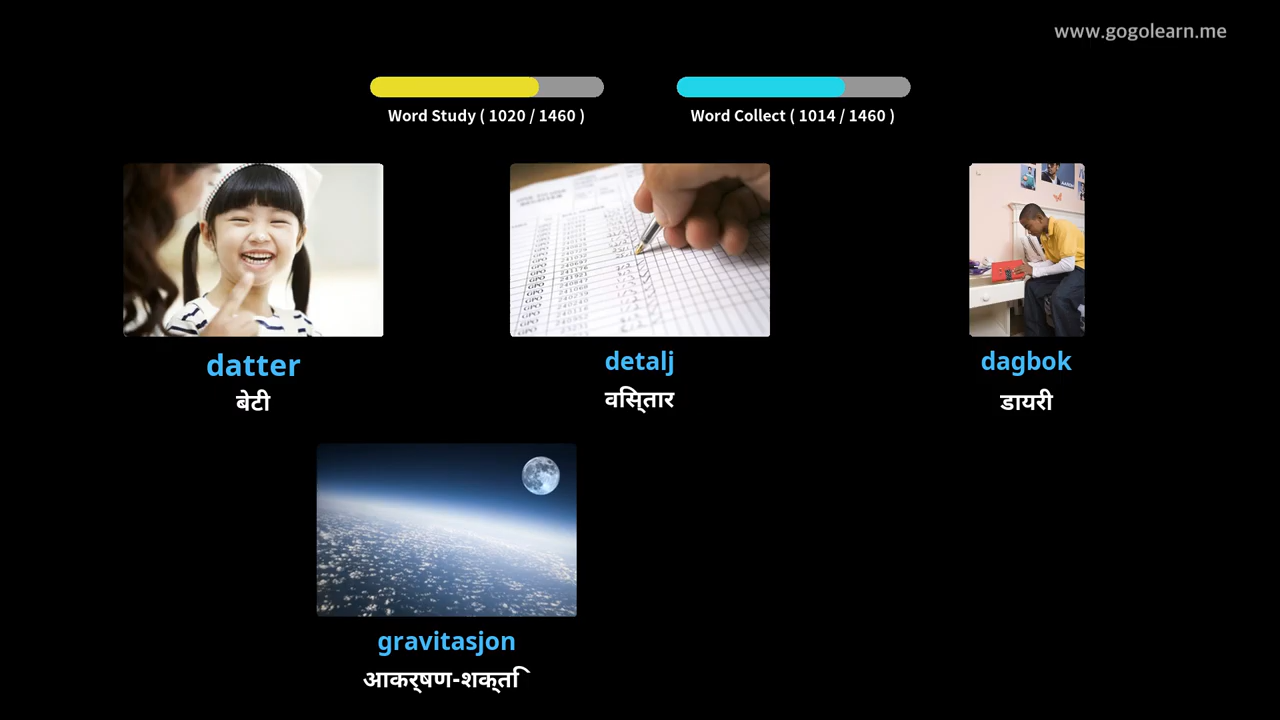 www.gogolearn.me
Word Study ( 1020 / 1460 )
Word Collect ( 1014 / 1460 )
datter
detalj
dagbok
बेटी
विस्तार
डायरी
gravitasjon
आकर्षण-शक्ति